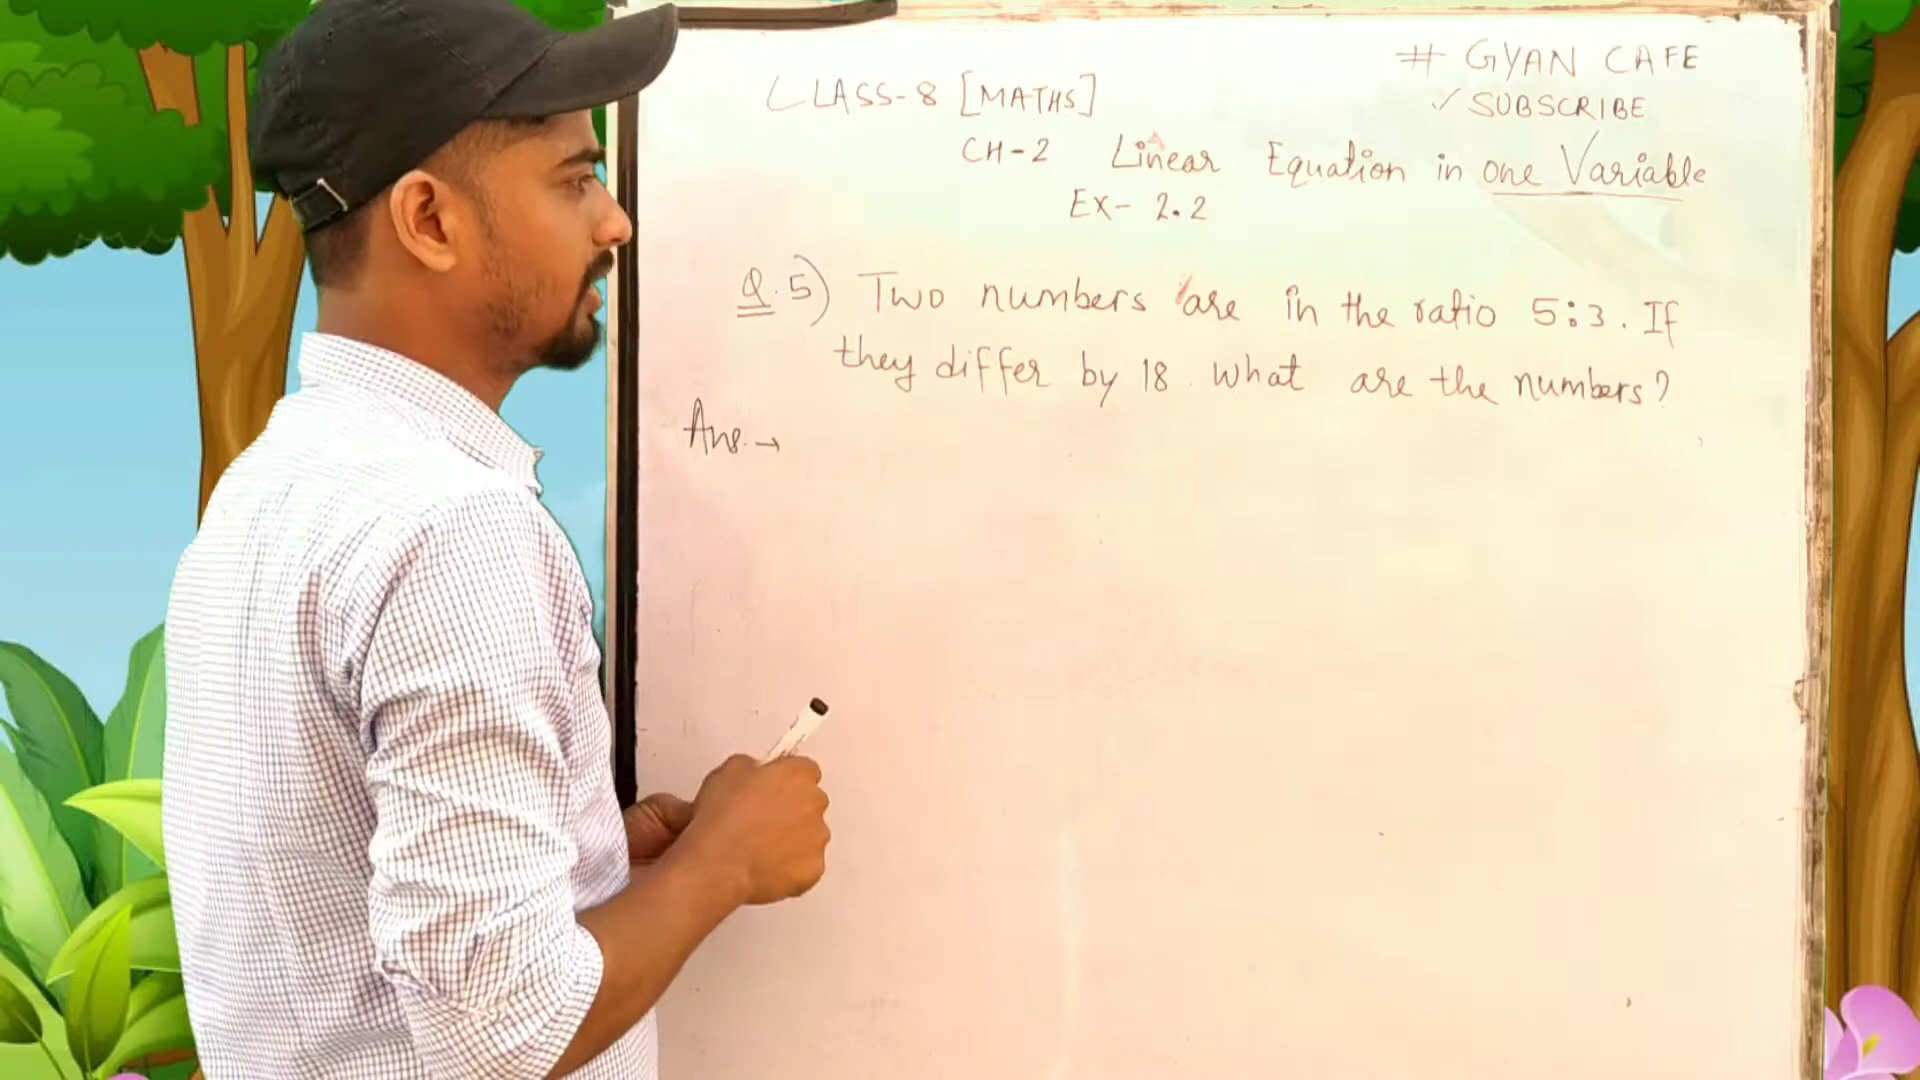 # GYAN CAFE
✓ SUBSCRIBE
CLASS-8 [MATHS]
CH-2 Linear Equation in one Variable
EX- 2.2
Q.5) Two numbers are in the ratio 5:3. If
they differ by 18. what are the numbers?
Ans. →